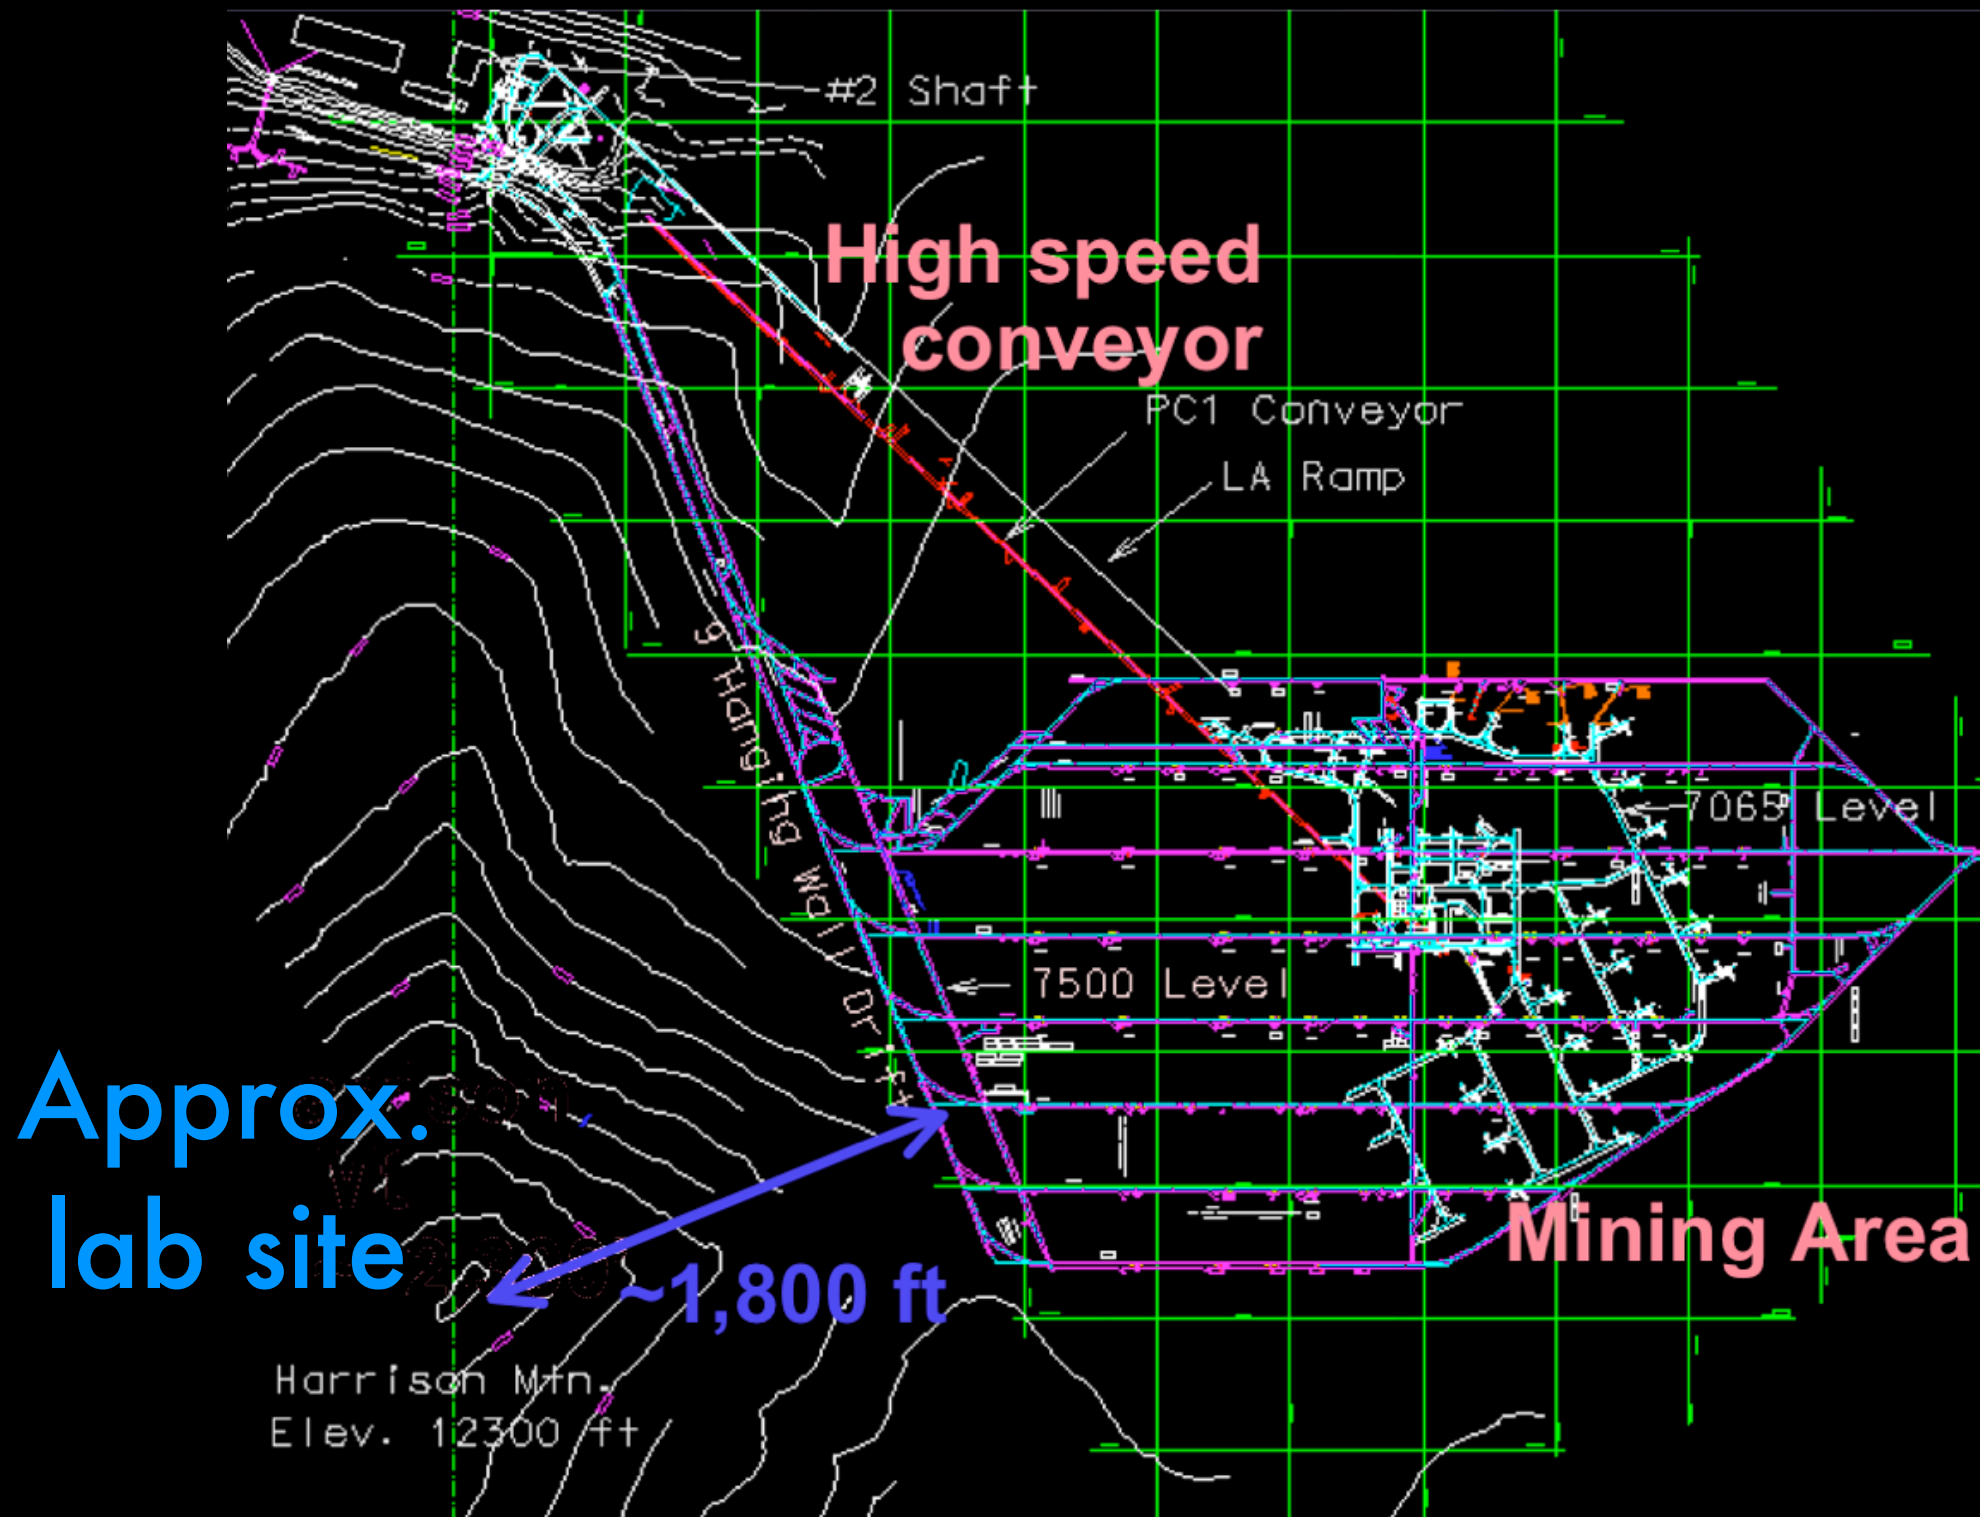 #2 Shaft
High speed
conveyor
PC1 Conveyor
LA Ramp
g Hanging Wall Drift
7065 Level
7500 Level
Approx.
lab site
~1,800 ft
Mining Area
Harrison Mtn.
Elev. 12300 ft